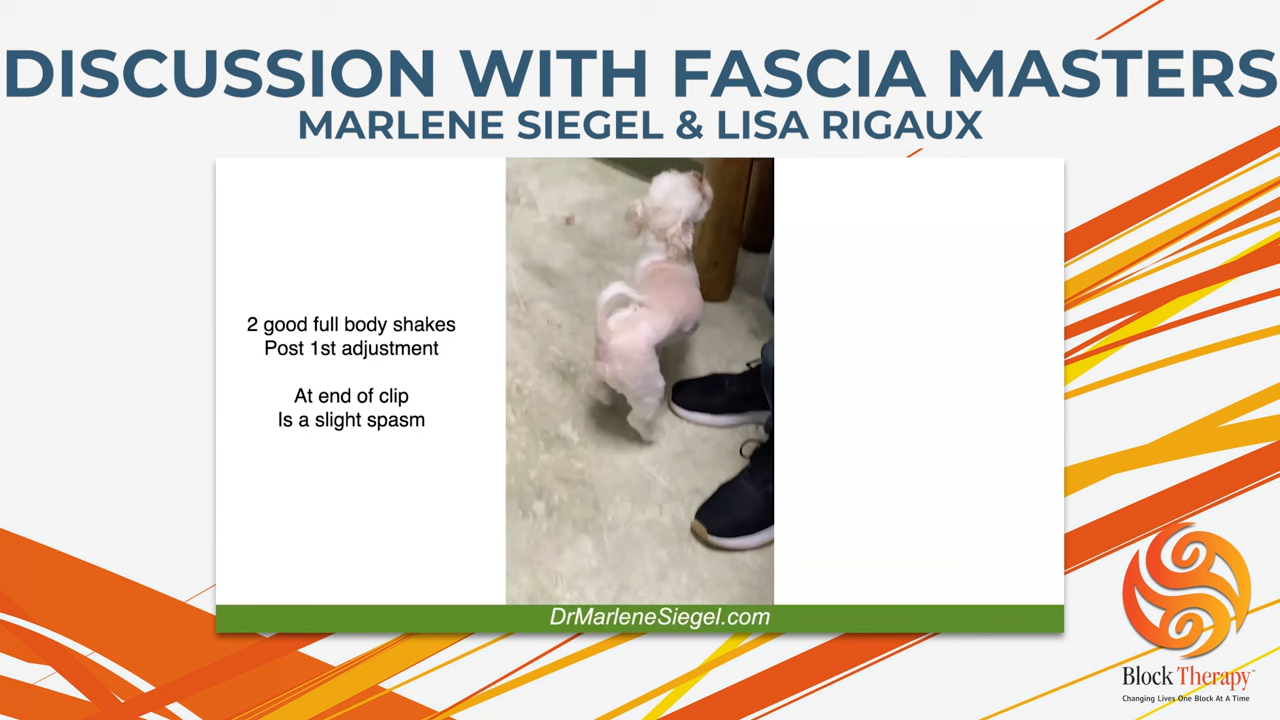 DISCUSSION WITH FASCIA MASTERS
MARLENE SIEGEL & LISA RIGAUX
2 good full body shakes
Post 1st adjustment
At end of clip
Is a slight spasm
DrMarleneSiegel.com
Block Therapy™
Changing Lives One Block At A Time